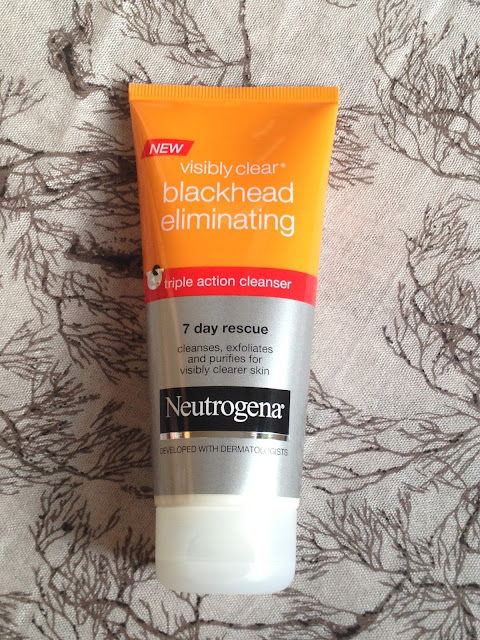 NEW
visibly clear®
blackhead
eliminating
triple action cleanser
7 day rescue
cleanses, exfoliates
and purifies for
visibly clearer skin
Neutrogena®
DEVELOPED WITH DERMATOLOGISTS